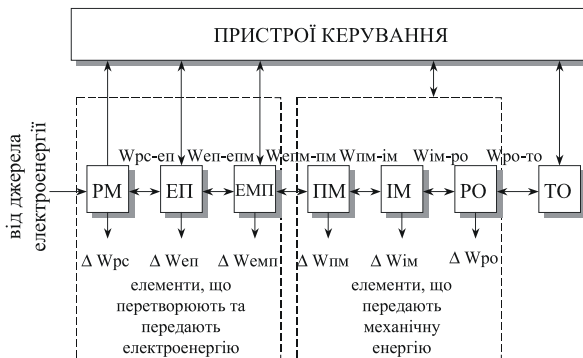 ПРИСТРОЇ КЕРУВАННЯ
від джерела
електроенергії
Wрс-еп Wеп-епм Wепм-пм Wпм-ім Wім-ро Wро-то
РМ ЕП ЕМП ПМ ІМ РО ТО
Δ Wрс Δ Wеп Δ Wемп Δ Wпм Δ Wім Δ Wро
елементи, що
перетворюють та
передають
електроенергію
елементи, що
передають
механічну
енергію